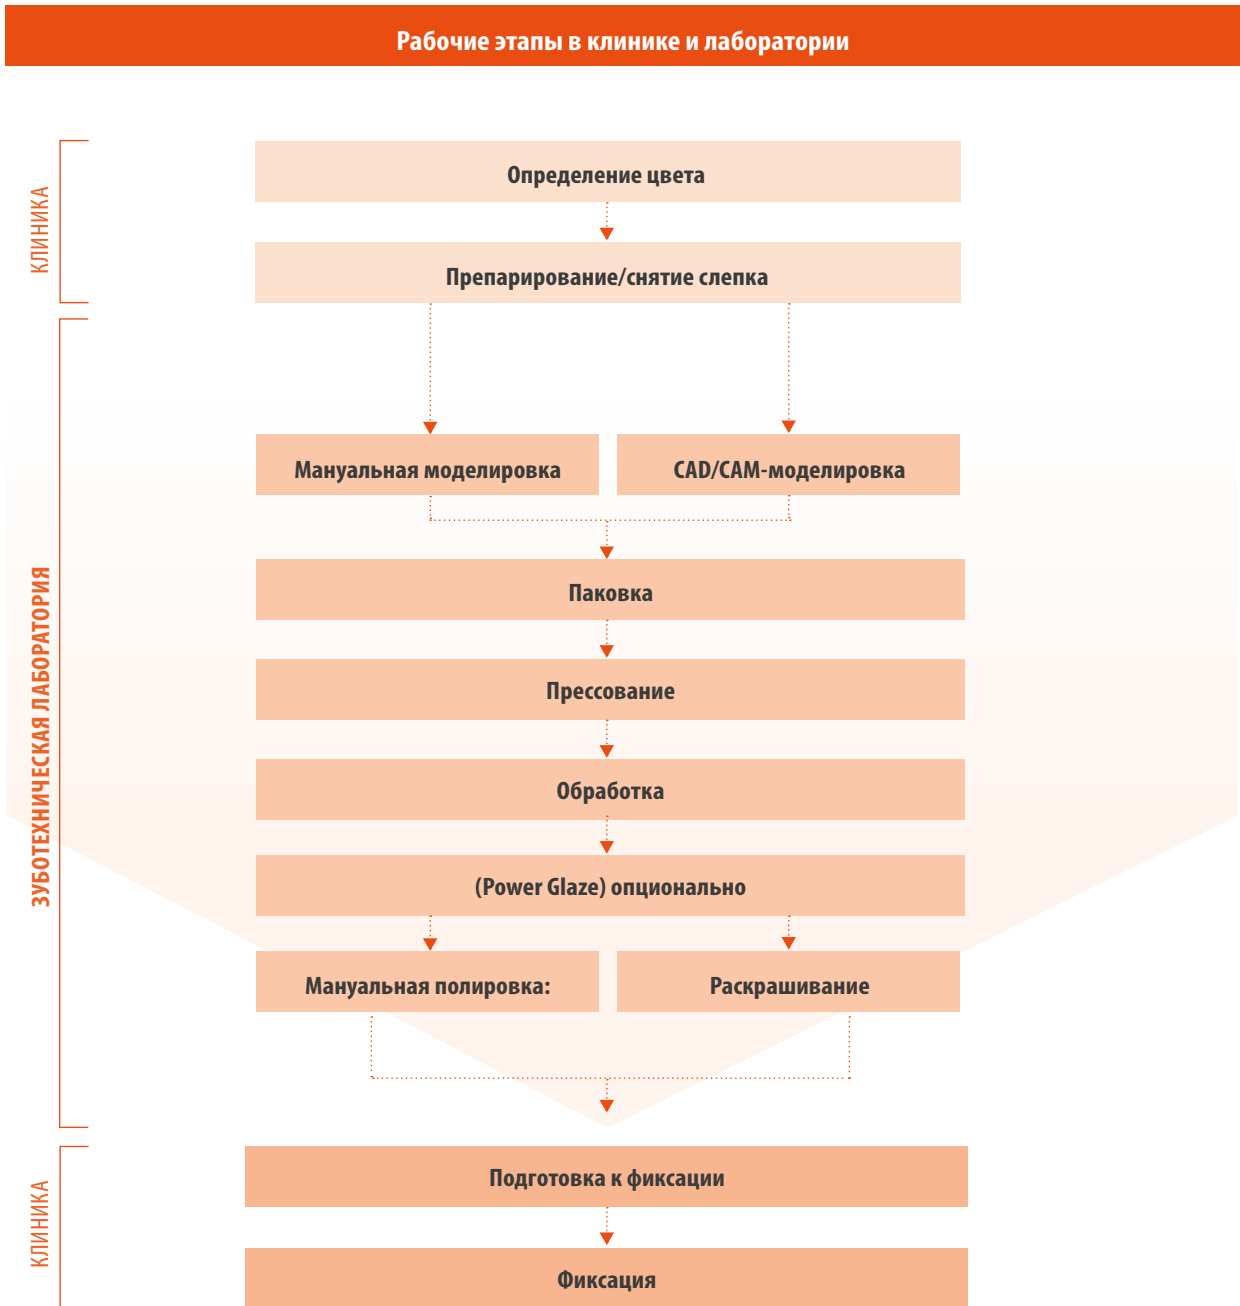 Рабочие этапы в клинике и лаборатории
КЛИНИКА
Определение цвета
Препарирование/снятие слепка
ЗУБОТЕХНИЧЕСКАЯ ЛАБОРАТОРИЯ
Мануальная моделировка
CAD/CAM-моделировка
Паковка
Прессование
Обработка
(Power Glaze) опционально
Мануальная полировка:
Раскрашивание
КЛИНИКА
Подготовка к фиксации
Фиксация